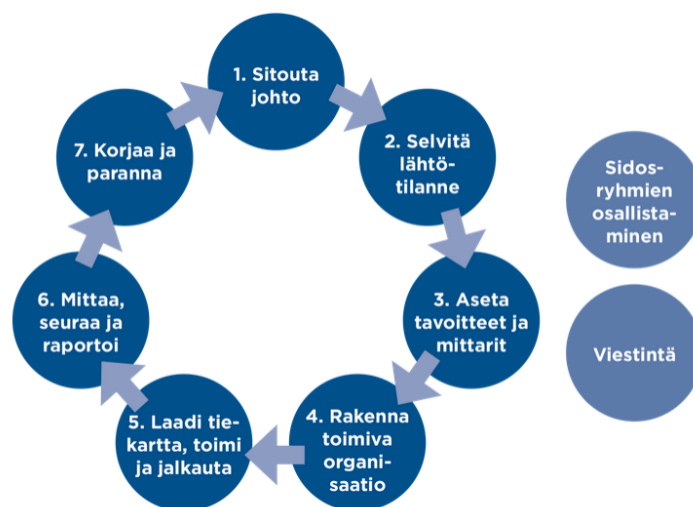 1. Sitouta
johto
2. Selvitä
lähtö-
tilanne
3. Aseta
tavoitteet ja
mittarit
4. Rakenna
toimiva
organi-
saatio
5. Laadi tie-
kartta, toimi
ja jalkauta
6. Mittaa,
seuraa ja
raportoi
7. Korjaa ja
paranna
Sidos-
ryhmien
osallista-
minen
Viestintä